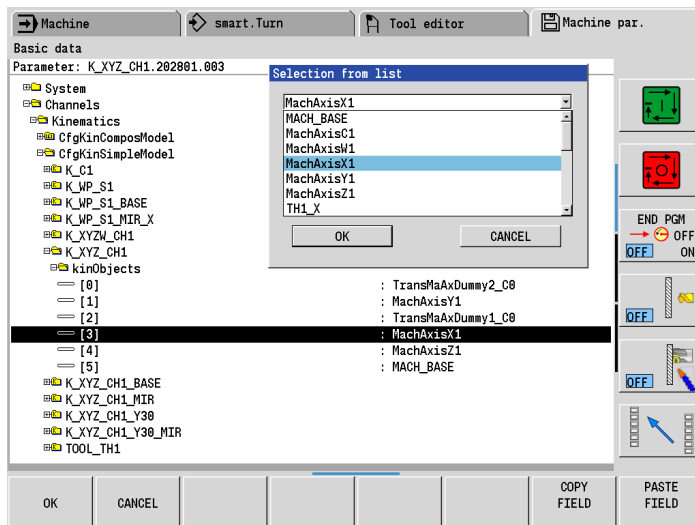 Machine
smart.Turn
Tool editor
Machine par.
Basic data
Parameter: K_XYZ_CH1.202801.003
System
Channels
Kinematics
CfgKinComposModel
CfgKinSimpleModel
K_C1
K_WP_S1
K_WP_S1_BASE
K_WP_S1_MIR_X
K_XYZW_CH1
K_XYZ_CH1
kinObjects
[0] : TransMaAxDummy2_C0
[1] : MachAxisY1
[2] : TransMaAxDummy1_C0
[3] : MachAxisX1
[4] : MachAxisZ1
[5] : MACH_BASE
K_XYZ_CH1_BASE
K_XYZ_CH1_MIR
K_XYZ_CH1_Y30
K_XYZ_CH1_Y30_MIR
TOOL_TH1
Selection from list
MachAxisX1
MACH_BASE
MachAxisC1
MachAxisW1
MachAxisX1
MachAxisY1
MachAxisZ1
TH1_X
OK CANCEL
END PGM
OFF
OFF ON
OFF
OFF
OK
CANCEL
COPY
FIELD
PASTE
FIELD